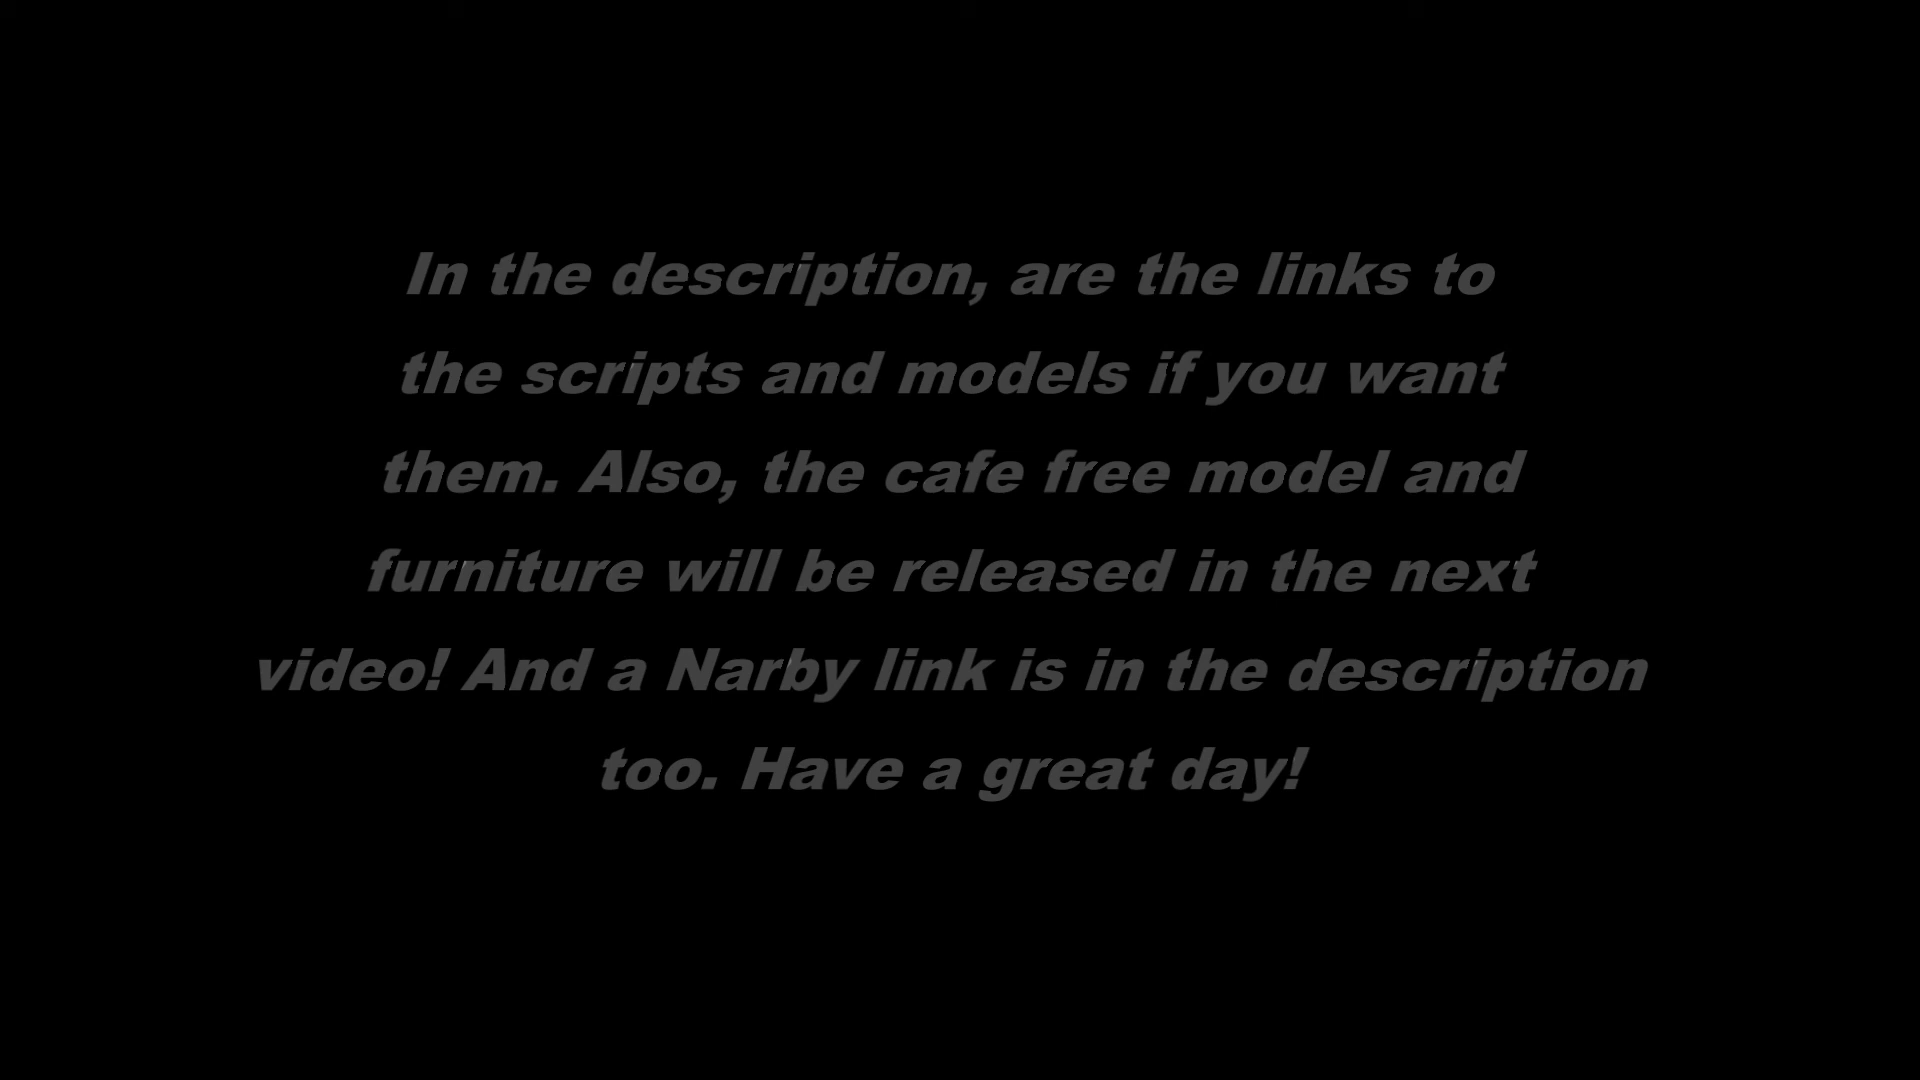 In the description, are the links to
the scripts and models if you want
them. Also, the cafe free model and
furniture will be released in the next
video! And a Narby link is in the description
too. Have a great day!